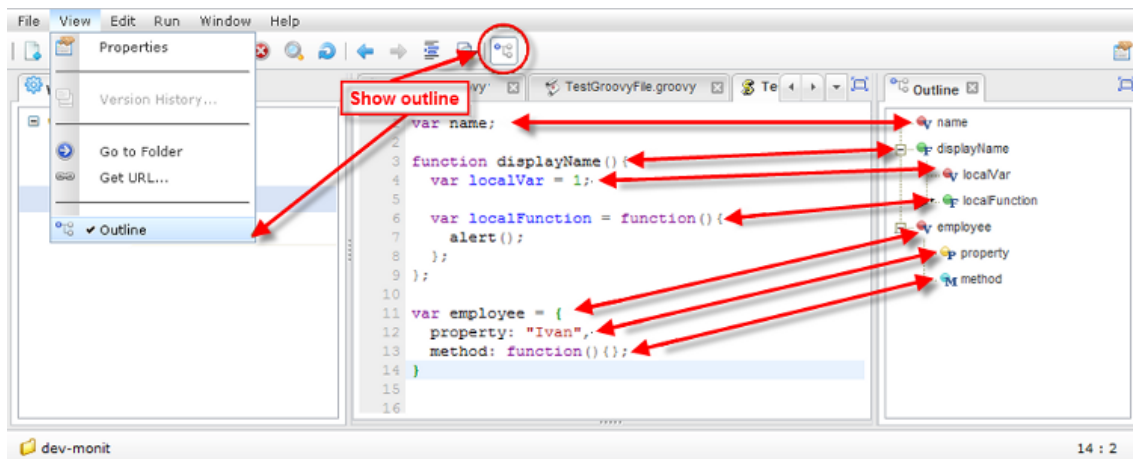 File View Edit Run Window Help
Properties
Version History...
Go to Folder
Get URL...
✔ Outline
Show outline
TestGroovyFile.groovy
Te
Outline
var name;
2
3 function displayName(){
4 var localVar = 1;
5
6 var localFunction = function(){
7 alert();
8 };
9 };
10
11 var employee = {
12 property: "Ivan",
13 method: function(){};
14 }
15
16
V name
F displayName
V localVar
F localFunction
V employee
P property
M method
dev-monit
14 : 2